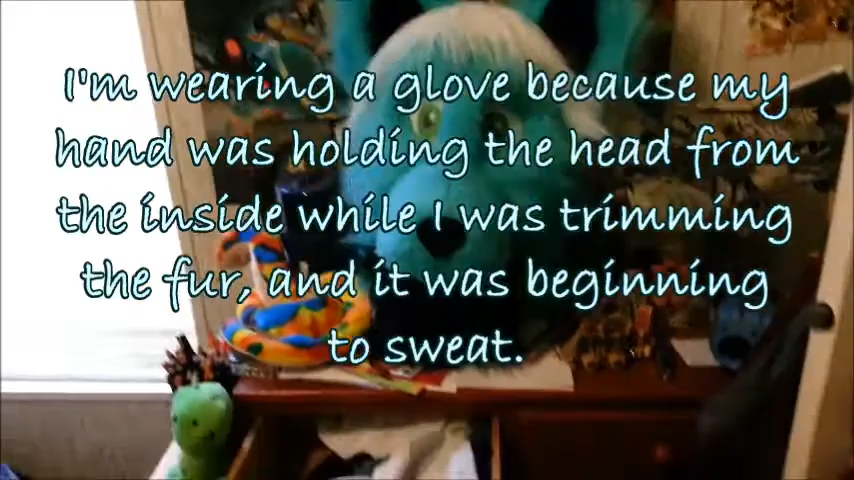 I'm wearing a glove because my
hand was holding the head from
the inside while I was trimming
the fur, and it was beginning
to sweat.